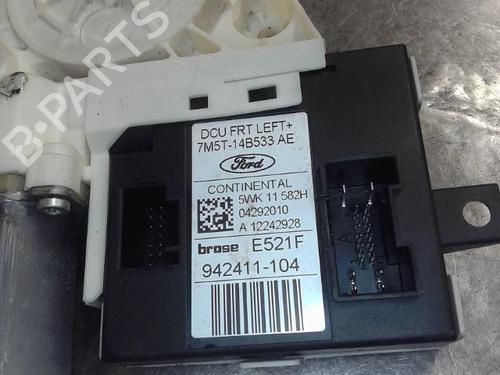 B-PARTS
DCU FRT LEFT+
7M5T-14B533 AE
Ford
CONTINENTAL
5WK 11 582H
04292010
A 12242928
brose E521F
942411-104
A